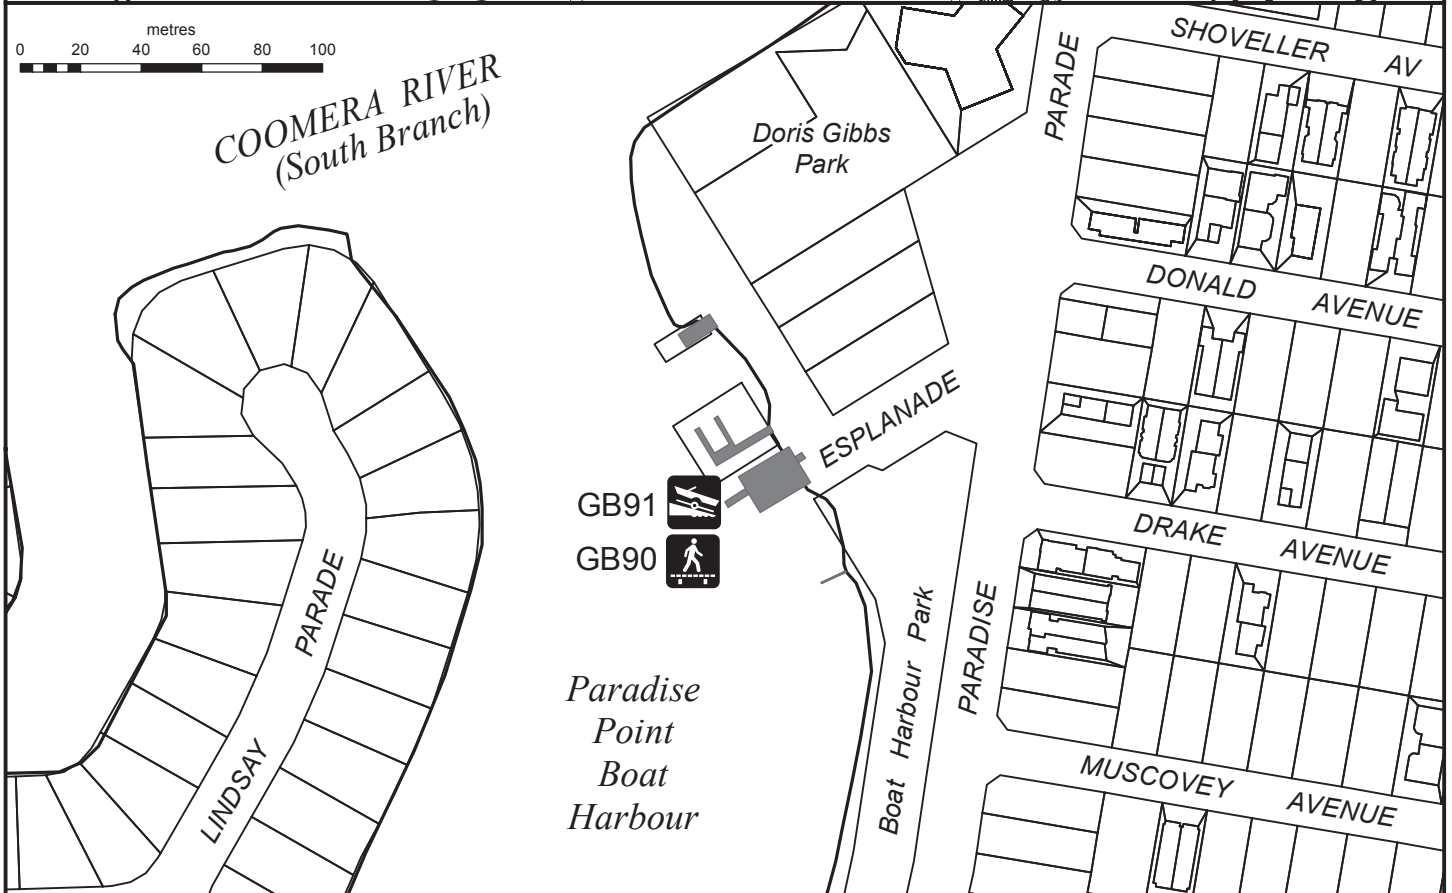 metres
0 20 40 60 80 100
COOMERA RIVER
(South Branch)
SHOVELLER AV
PARADE
Doris Gibbs
Park
DONALD AVENUE
ESPLANADE
GB91
GB90
DRAKE AVENUE
PARADE
LINDSAY
PARADISE
Boat Harbour Park
Paradise
Point
Boat
Harbour
MUSCOVEY AVENUE